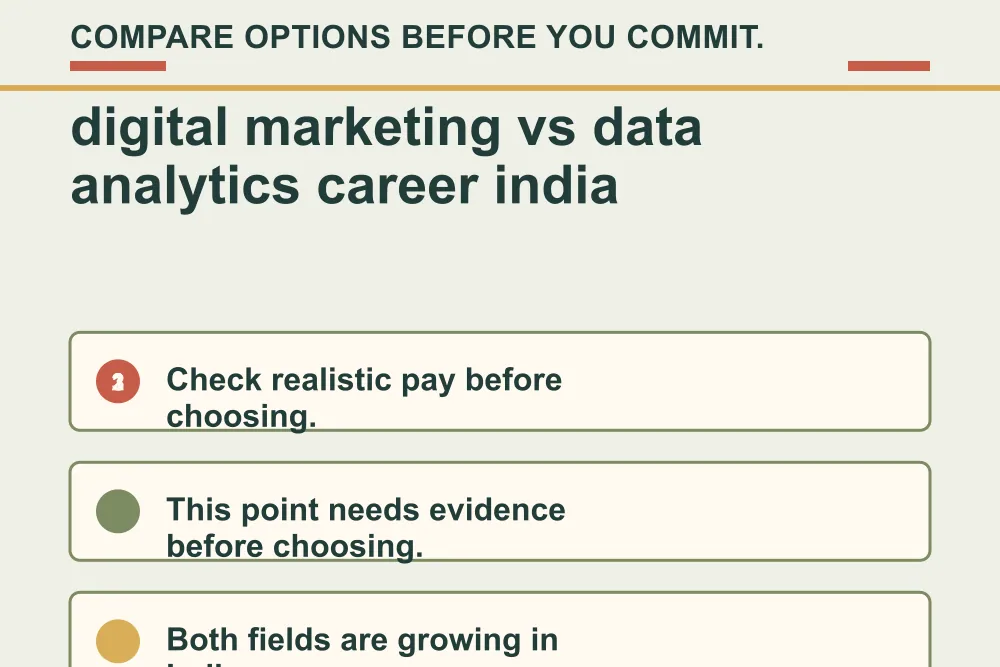 COMPARE OPTIONS BEFORE YOU COMMIT.
digital marketing vs data
analytics career india
Check realistic pay before
choosing.
This point needs evidence
before choosing.
Both fields are growing in